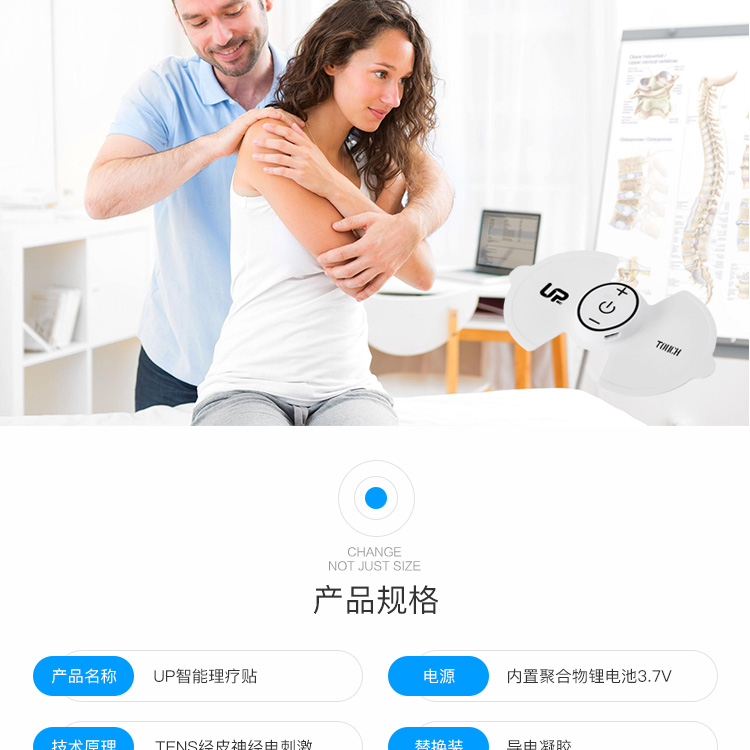 UP
TOUCH
CHANGE
NOT JUST SIZE
产品规格
产品名称 UP智能理疗贴
电源 内置聚合物锂电池3.7V
技术原理 TENS经皮神经电刺激
替换装 导电凝胶